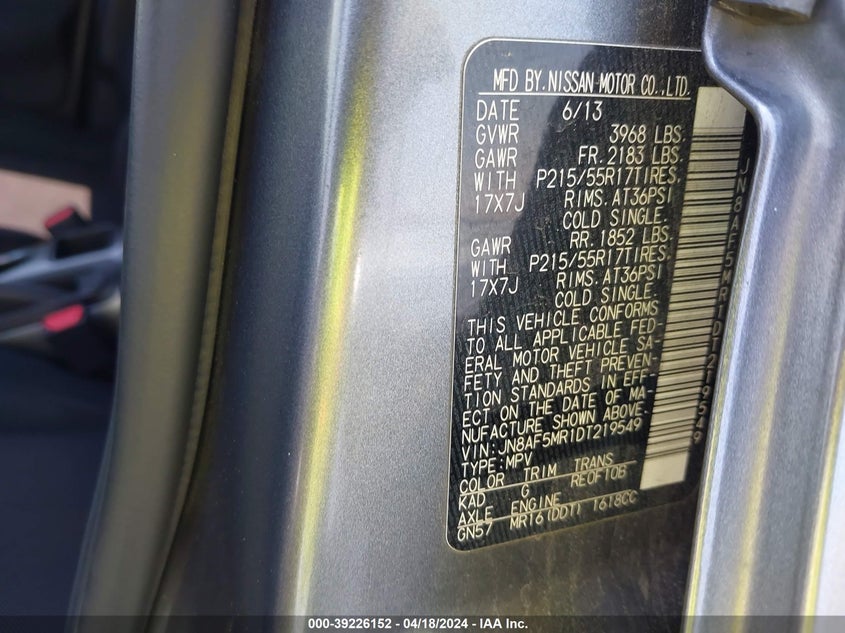 MFD BY. NISSAN MOTOR CO., LTD.
DATE 6/13
GVWR 3968 LBS.
GAWR FR. 2183 LBS.
WITH P215/55R17TIRES.
17X7J RIMS. AT36PSI
COLD SINGLE.
GAWR RR. 1852 LBS.
WITH P215/55R17TIRES.
17X7J RIMS. AT36PSI
COLD SINGLE.
THIS VEHICLE CONFORMS
TO ALL APPLICABLE FED-
ERAL MOTOR VEHICLE SA-
FETY AND THEFT PREVEN-
TION STANDARDS IN EFF-
ECT ON THE DATE OF MA-
NUFACTURE SHOWN ABOVE.
VIN: JN8AF5MR1DT219549
TYPE: MPV
COLOR TRIM TRANS
KAD G RE0F10B
AXLE ENGINE
GN57 MR16(DDT) 1618CC
JN8AF5MR1DT219549
000-39226152 - 04/18/2024 - IAA Inc.